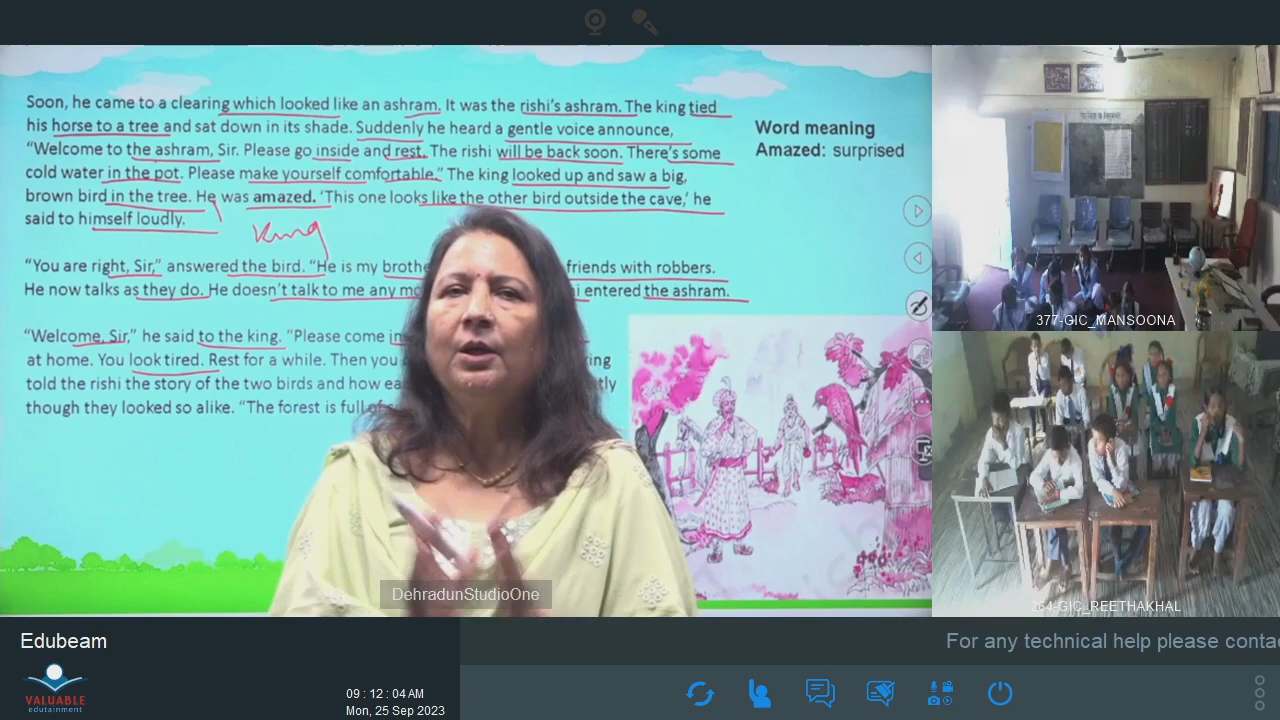 Soon, he came to a clearing which looked like an ashram. It was the rishi's ashram. The king tied
his horse to a tree and sat down in its shade. Suddenly he heard a gentle voice announce,
"Welcome to the ashram, Sir. Please go inside and rest. The rishi will be back soon. There's some
cold water in the pot. Please make yourself comfortable." The king looked up and saw a big,
brown bird in the tree. He was amazed. 'This one looks like the other bird outside the cave,' he
said to himself loudly.
King
"You are right, Sir," answered the bird. "He is my friends with robbers.
He now talks as they do. He doesn't talk to me any entered the ashram.
"Welcome, Sir," he said to the king. "Please come
at home. You look tired. Rest for a while. Then you
told the rishi the story of the two birds and how
though they looked so alike. "The forest is full
Word meaning
Amazed: surprised
377-GIC_MANSOONA
264-GIC_REETHAKHAL
DehradunStudioOne
Edubeam
VALUABLE
edutainment
09 : 12 : 04 AM
Mon, 25 Sep 2023
For any technical help please conta